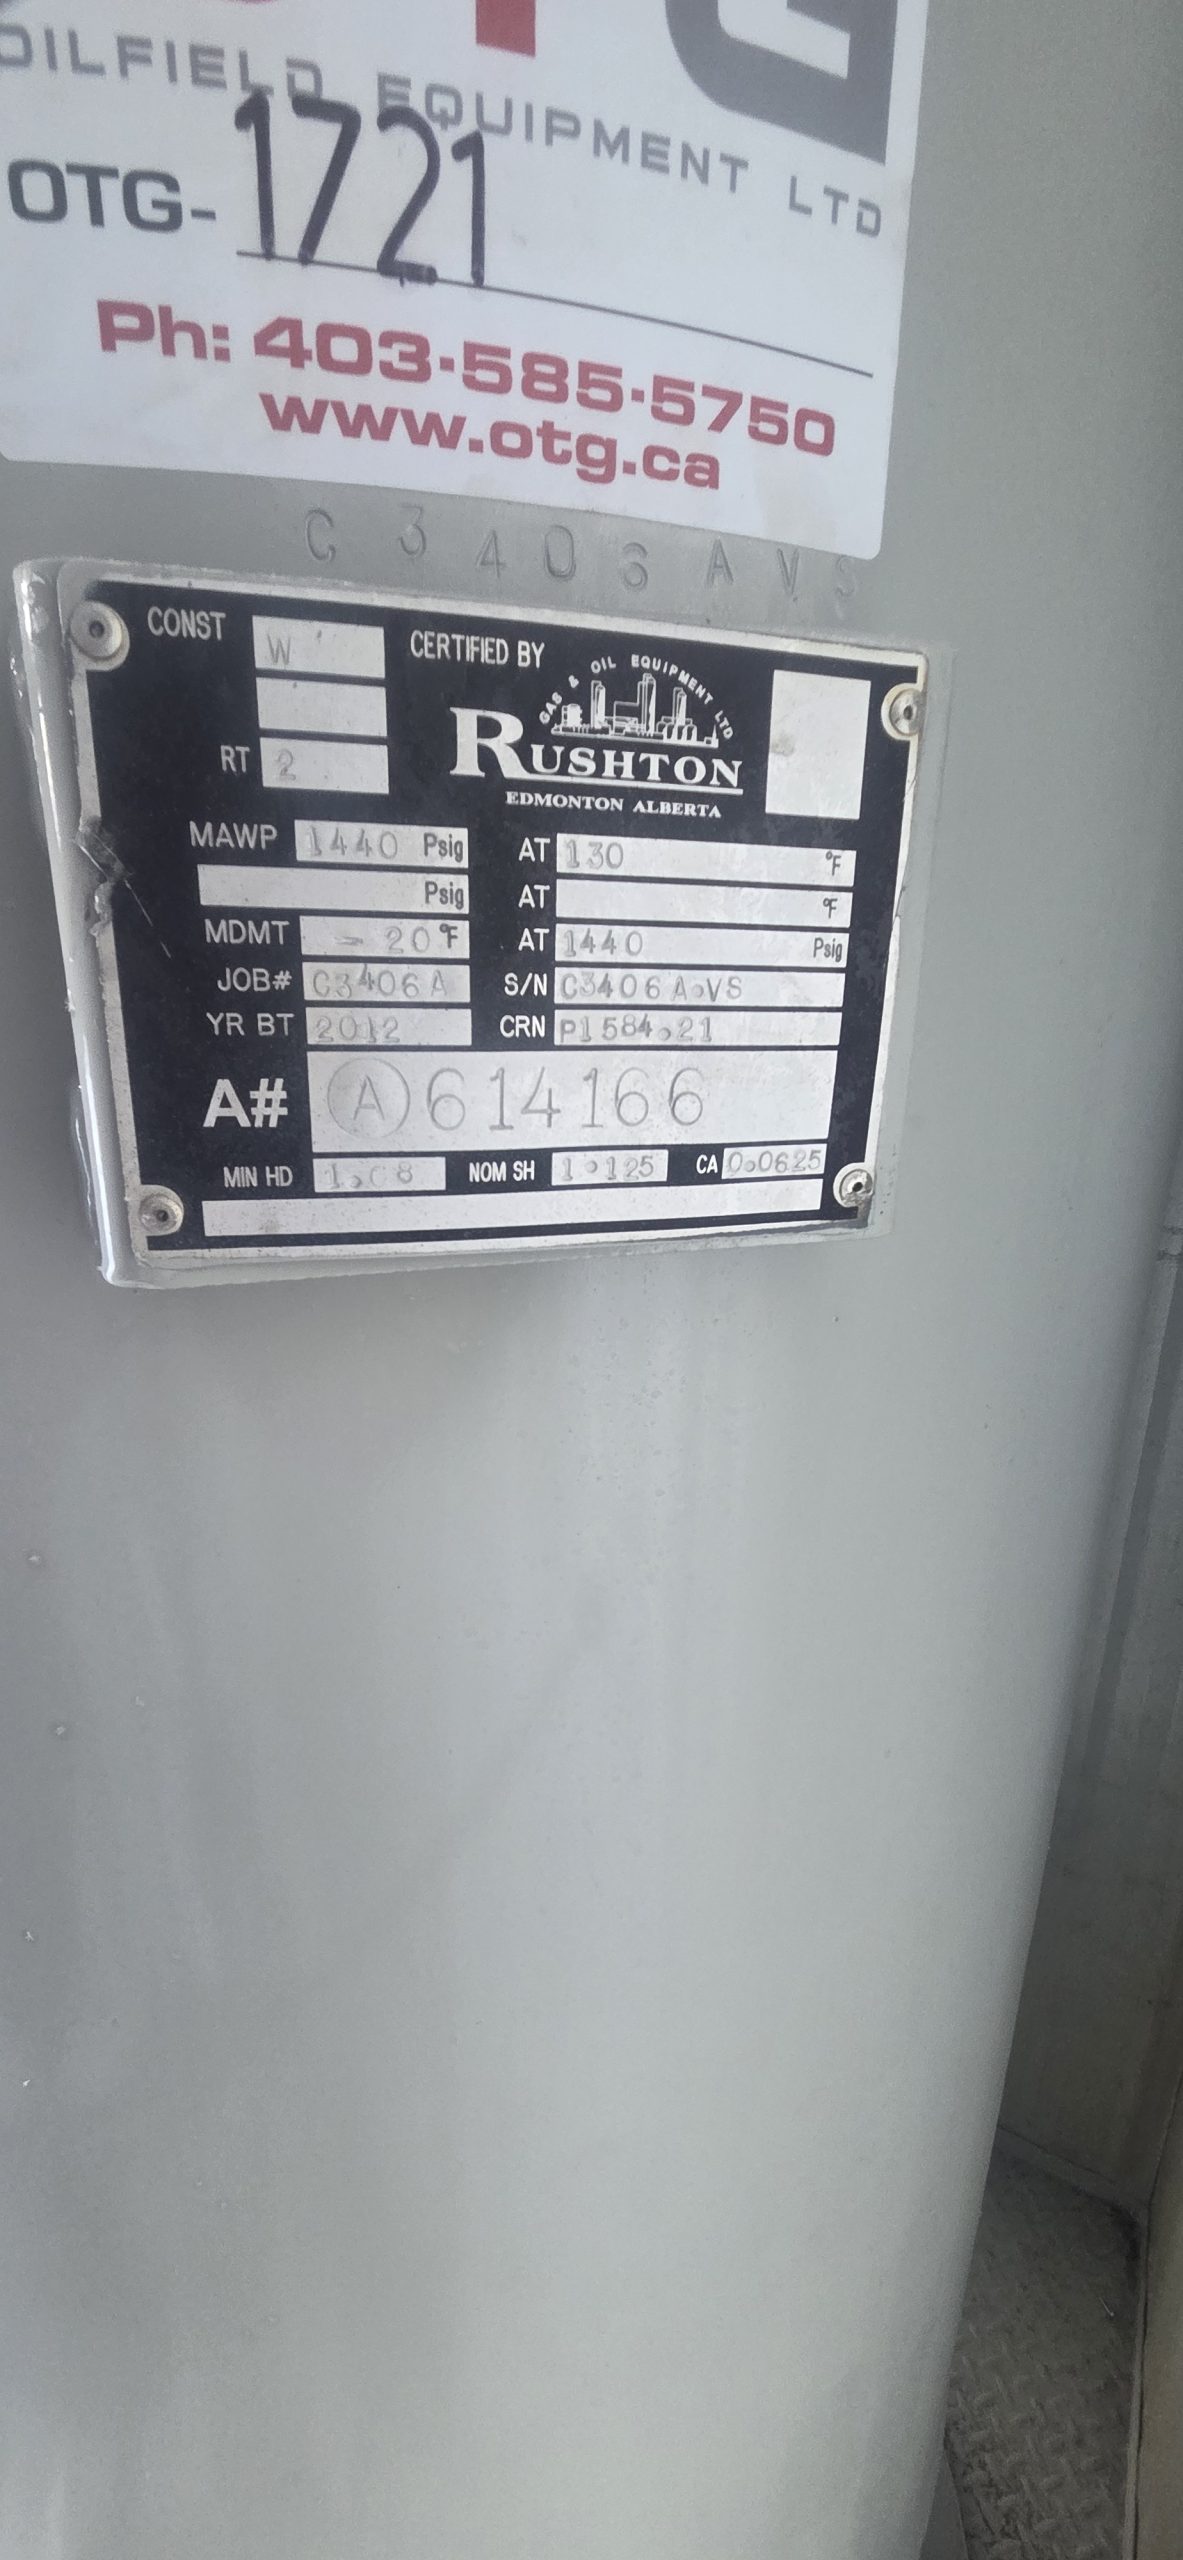 OILFIELD EQUIPMENT LTD
OTG-1721
Ph: 403-585-5750
www.otg.ca
C3406AVS
CONST W
CERTIFIED BY
GAS & OIL EQUIPMENT LTD
RUSHTON
EDMONTON ALBERTA
RT 2
MAWP 1440 Psig AT 130 °F
Psig AT °F
MDMT -20°F AT 1440 Psig
JOB# C3406A S/N C3406A.VS
YR BT 2012 CRN P1584.21
A# A614166
MIN HD 1.08 NOM SH 1.125 CA 0.0625